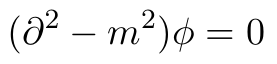 (∂² − m²)ϕ = 0